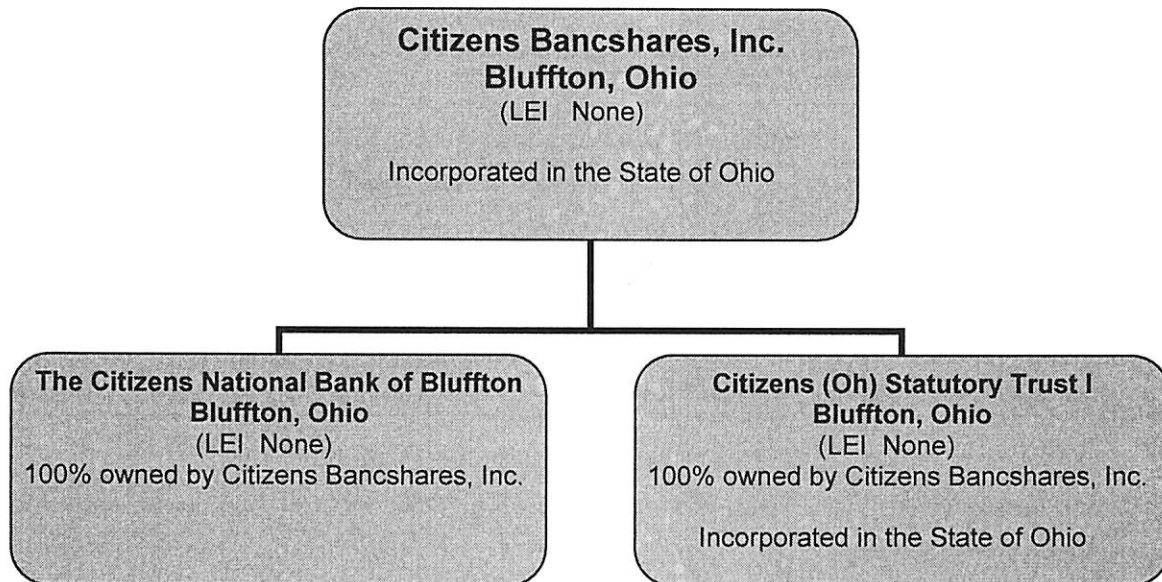 Citizens Bancshares, Inc.
Bluffton, Ohio
(LEI None)
Incorporated in the State of Ohio
The Citizens National Bank of Bluffton
Bluffton, Ohio
(LEI None)
100% owned by Citizens Bancshares, Inc.
Citizens (Oh) Statutory Trust I
Bluffton, Ohio
(LEI None)
100% owned by Citizens Bancshares, Inc.
Incorporated in the State of Ohio